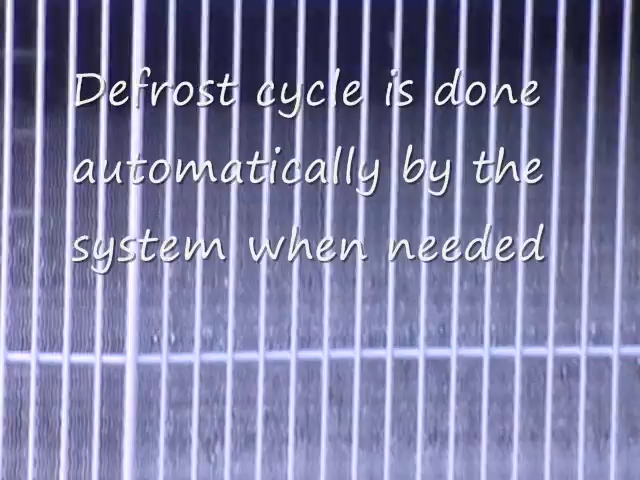 Defrost cycle is done
automatically by the
system when needed